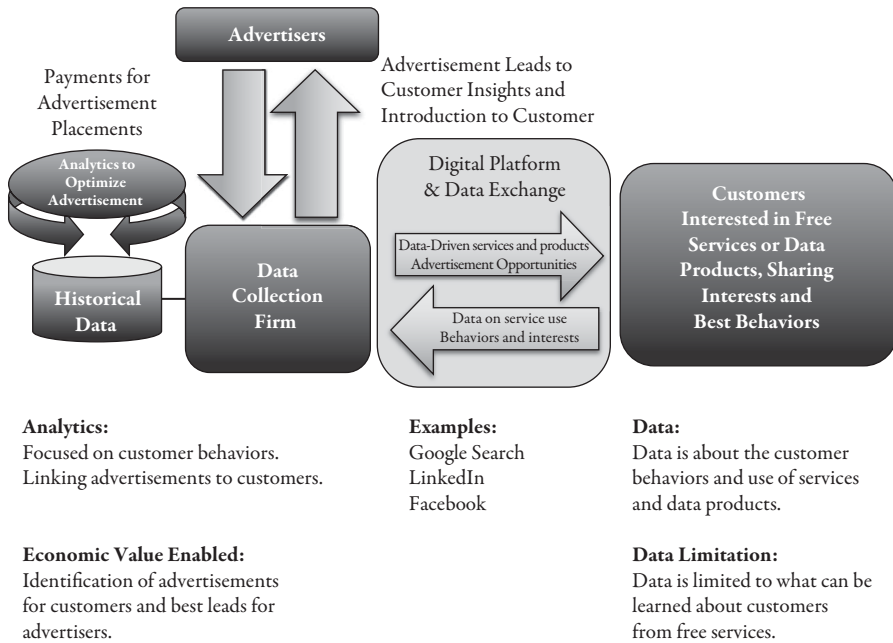 Advertisers
Payments for
Advertisement
Placements
Advertisement Leads to
Customer Insights and
Introduction to Customer
Analytics to
Optimize
Advertisement
Historical
Data
Data
Collection
Firm
Digital Platform
& Data Exchange
Data-Driven services and products
Advertisement Opportunities
Data on service use
Behaviors and interests
Customers
Interested in Free
Services or Data
Products, Sharing
Interests and
Best Behaviors
Analytics:
Focused on customer behaviors.
Linking advertisements to customers.
Examples:
Google Search
LinkedIn
Facebook
Data:
Data is about the customer
behaviors and use of services
and data products.
Economic Value Enabled:
Identification of advertisements
for customers and best leads for
advertisers.
Data Limitation:
Data is limited to what can be
learned about customers
from free services.